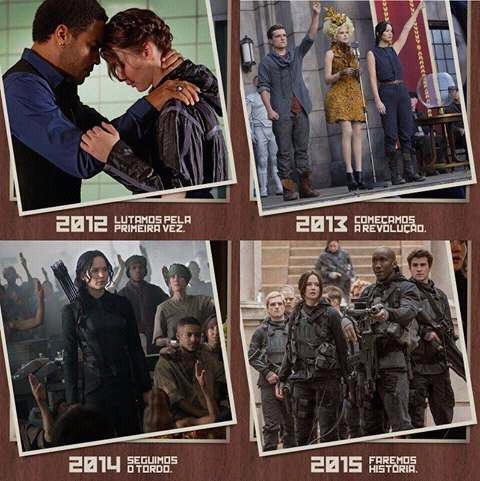 2012 LUTAMOS PELA
PRIMEIRA VEZ.
2013 COMEÇAMOS
A REVOLUÇÃO.
2014 SEGUIMOS
O TORDO.
2015 FAREMOS
HISTÓRIA.